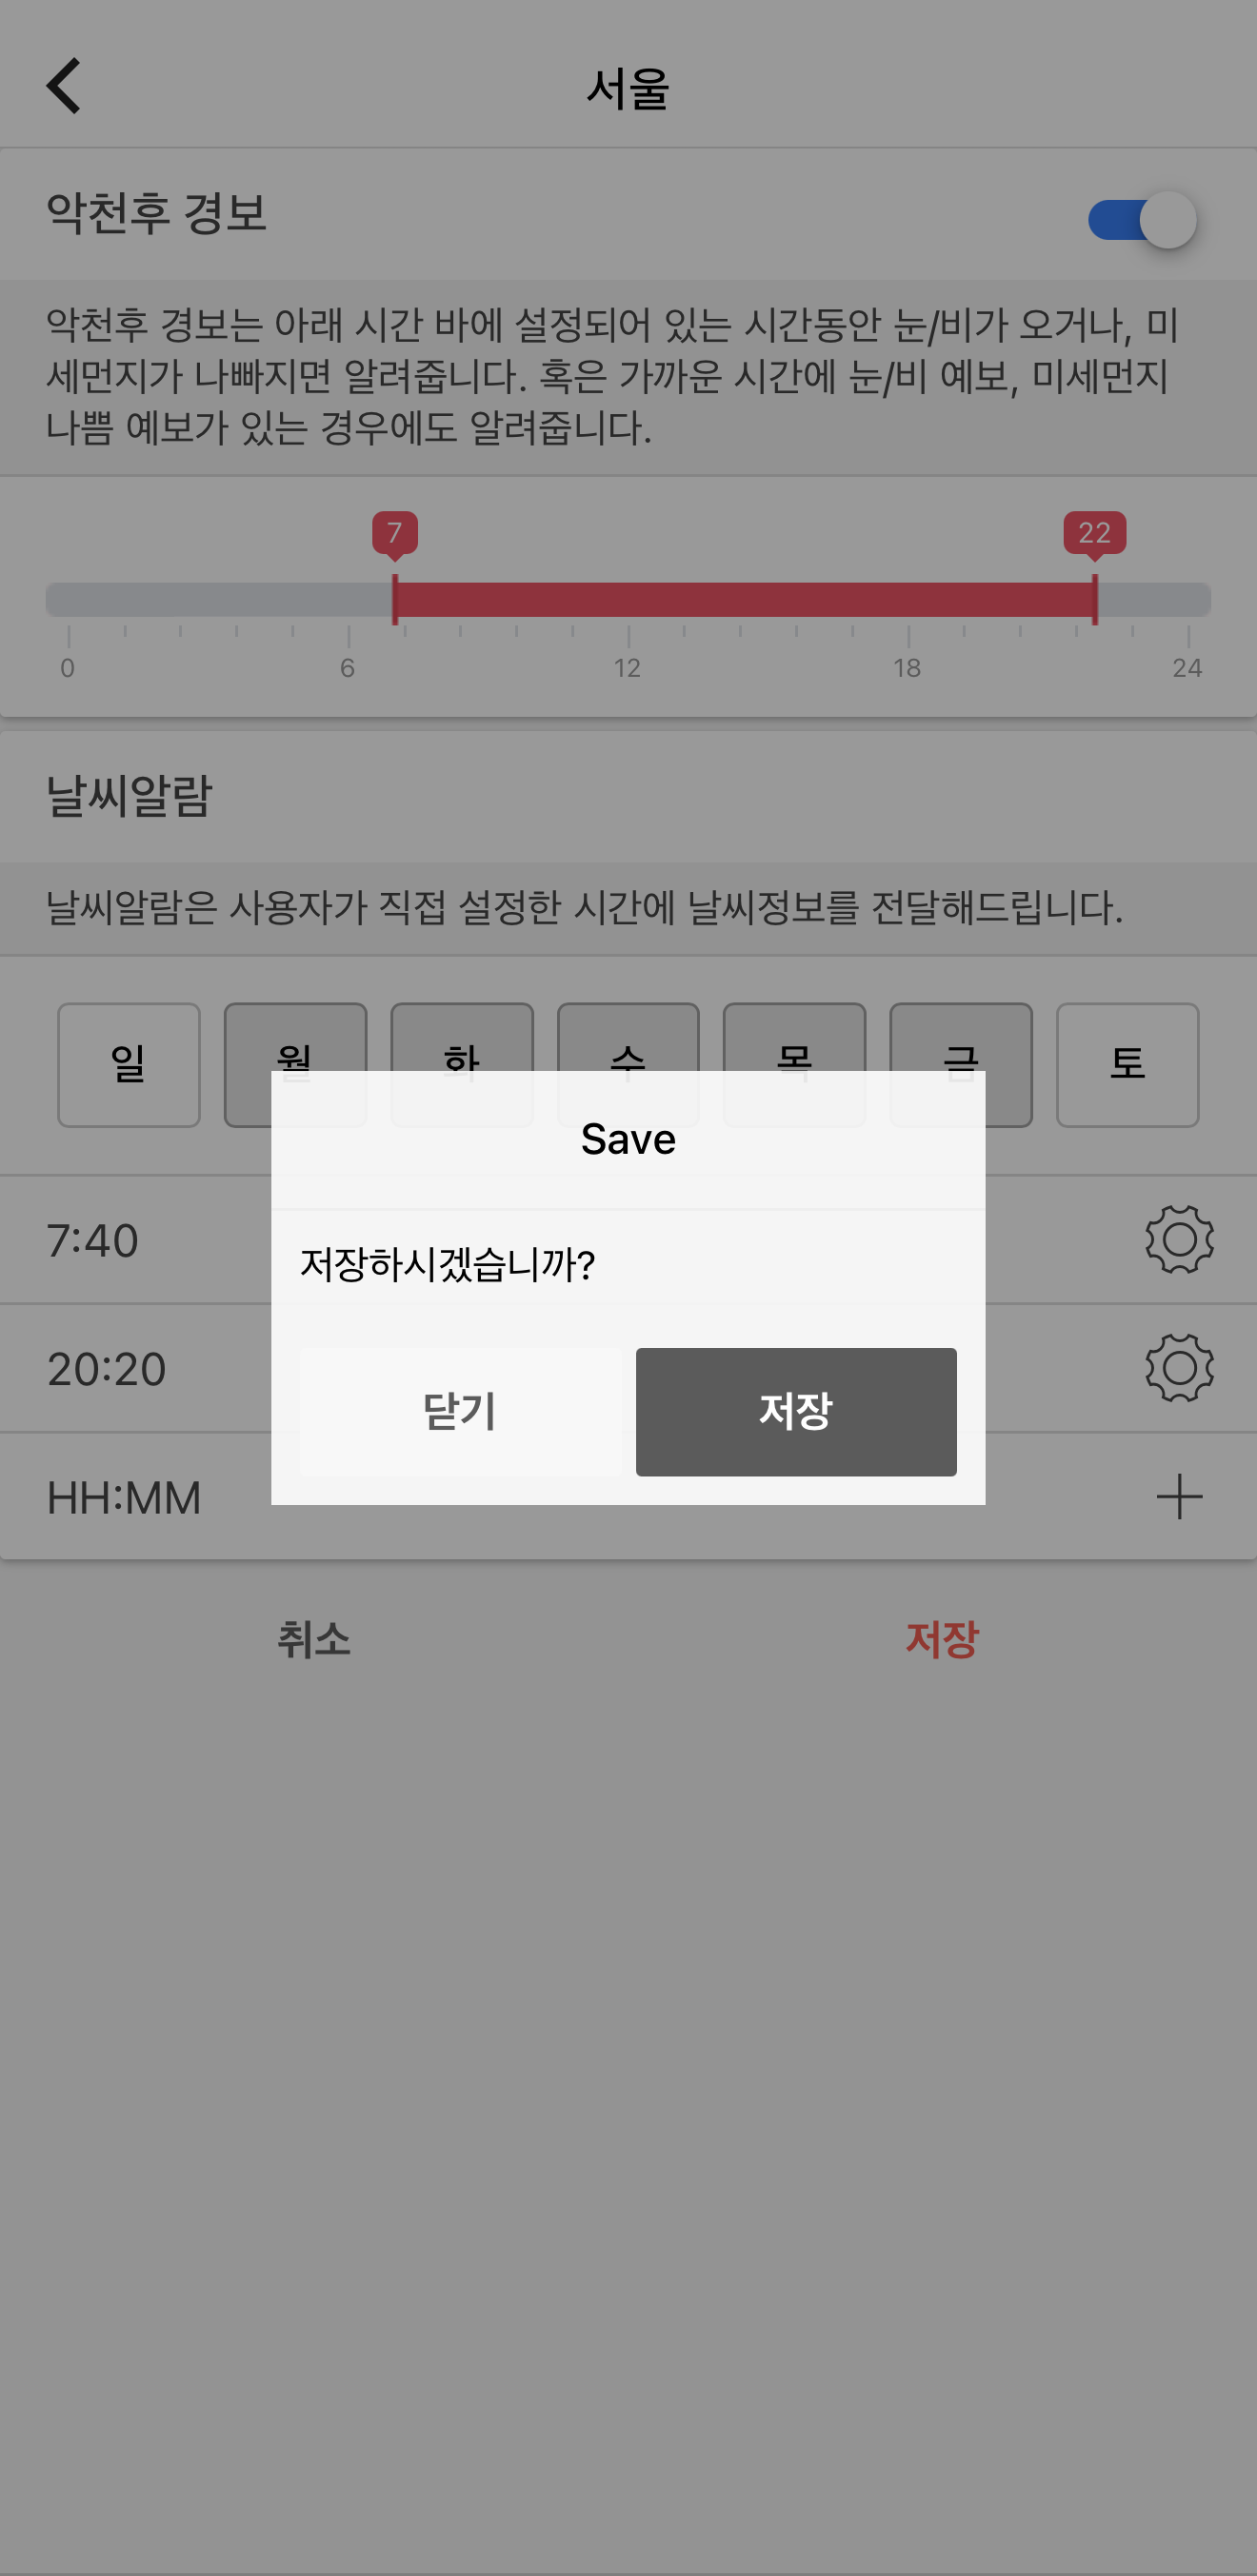 서울
악천후 경보
악천후 경보는 아래 시간 바에 설정되어 있는 시간동안 눈/비가 오거나, 미
세먼지가 나빠지면 알려줍니다. 혹은 가까운 시간에 눈/비 예보, 미세먼지
나쁨 예보가 있는 경우에도 알려줍니다.
7 22
0 6 12 18 24
날씨알람
날씨알람은 사용자가 직접 설정한 시간에 날씨정보를 전달해드립니다.
일 월 화 수 목 금 토
Save
7:40
저장하시겠습니까?
20:20
닫기 저장
HH:MM
취소 저장